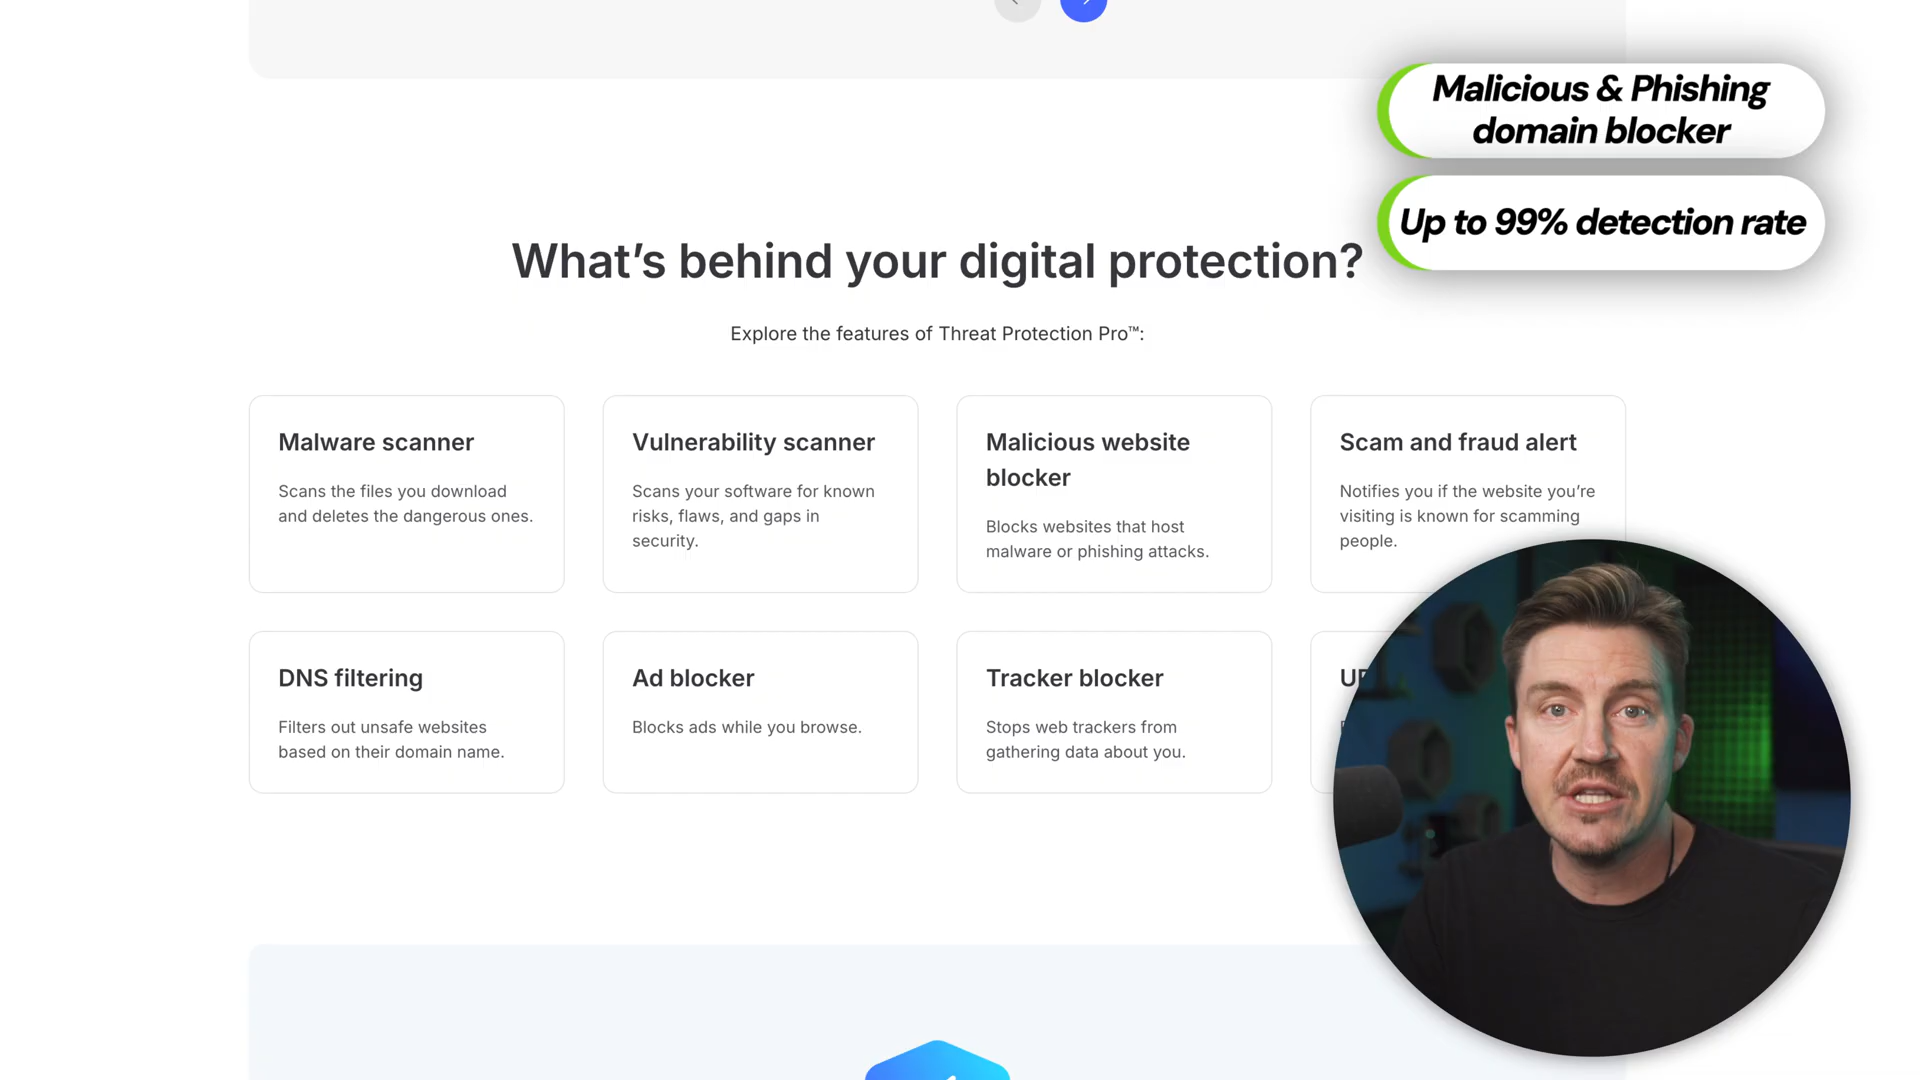 Malicious & Phishing
domain blocker
Up to 99% detection rate
What’s behind your digital protection?
Explore the features of Threat Protection Pro™:
Malware scanner
Scans the files you download
and deletes the dangerous ones.
Vulnerability scanner
Scans your software for known
risks, flaws, and gaps in
security.
Malicious website
blocker
Blocks websites that host
malware or phishing attacks.
Scam and fraud alert
Notifies you if the website you’re
visiting is known for scamming
people.
DNS filtering
Filters out unsafe websites
based on their domain name.
Ad blocker
Blocks ads while you browse.
Tracker blocker
Stops web trackers from
gathering data about you.